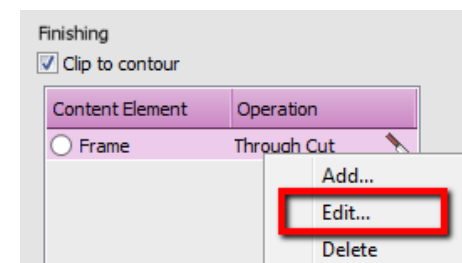 Finishing
Clip to contour
Content Element Operation
Frame Through Cut
Add...
Edit...
Delete